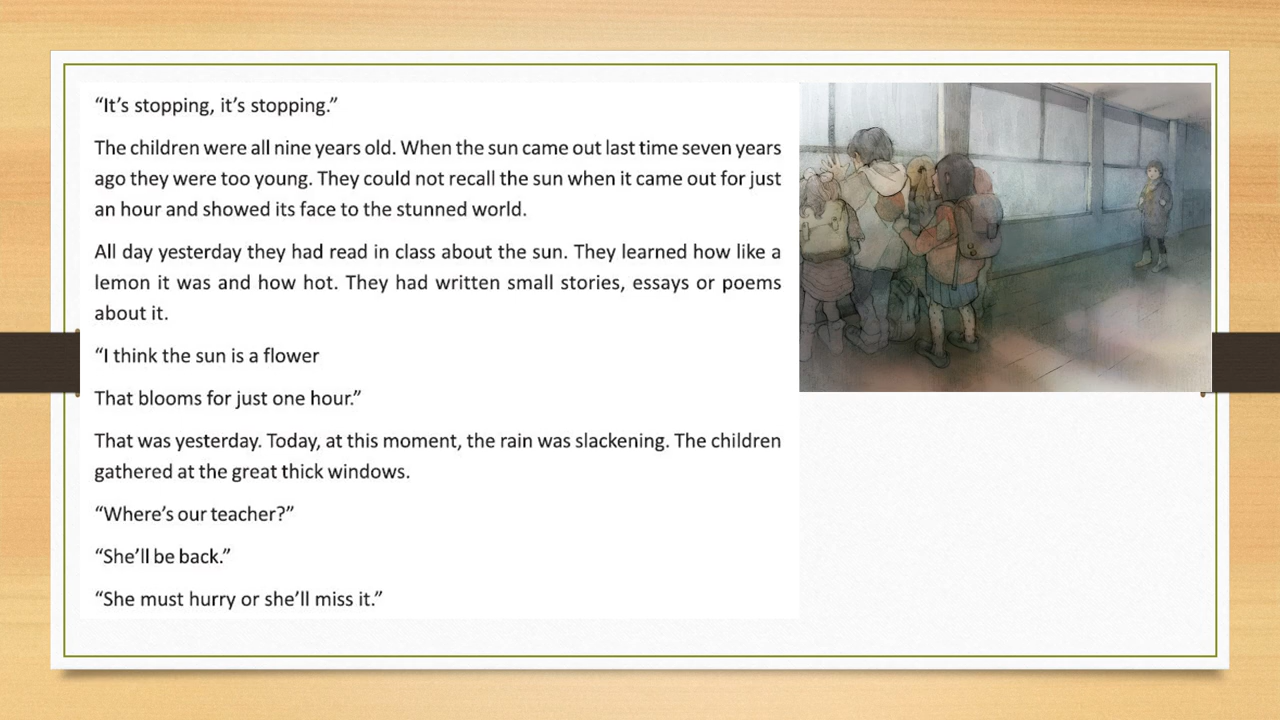 “It’s stopping, it’s stopping.”
The children were all nine years old. When the sun came out last time seven years
ago they were too young. They could not recall the sun when it came out for just
an hour and showed its face to the stunned world.
All day yesterday they had read in class about the sun. They learned how like a
lemon it was and how hot. They had written small stories, essays or poems
about it.
“I think the sun is a flower
That blooms for just one hour.”
That was yesterday. Today, at this moment, the rain was slackening. The children
gathered at the great thick windows.
“Where’s our teacher?”
“She’ll be back.”
“She must hurry or she’ll miss it.”